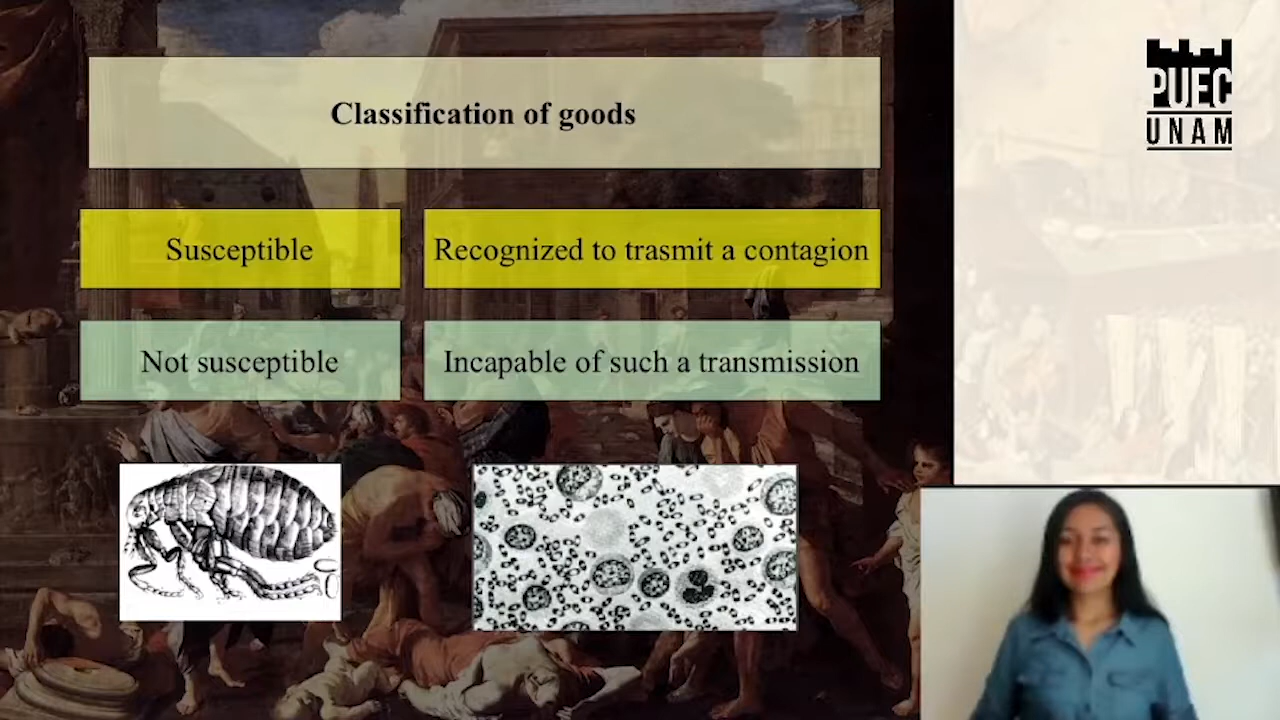 Classification of goods
Susceptible
Recognized to trasmit a contagion
Not susceptible
Incapable of such a transmission
PUEC
UNAM